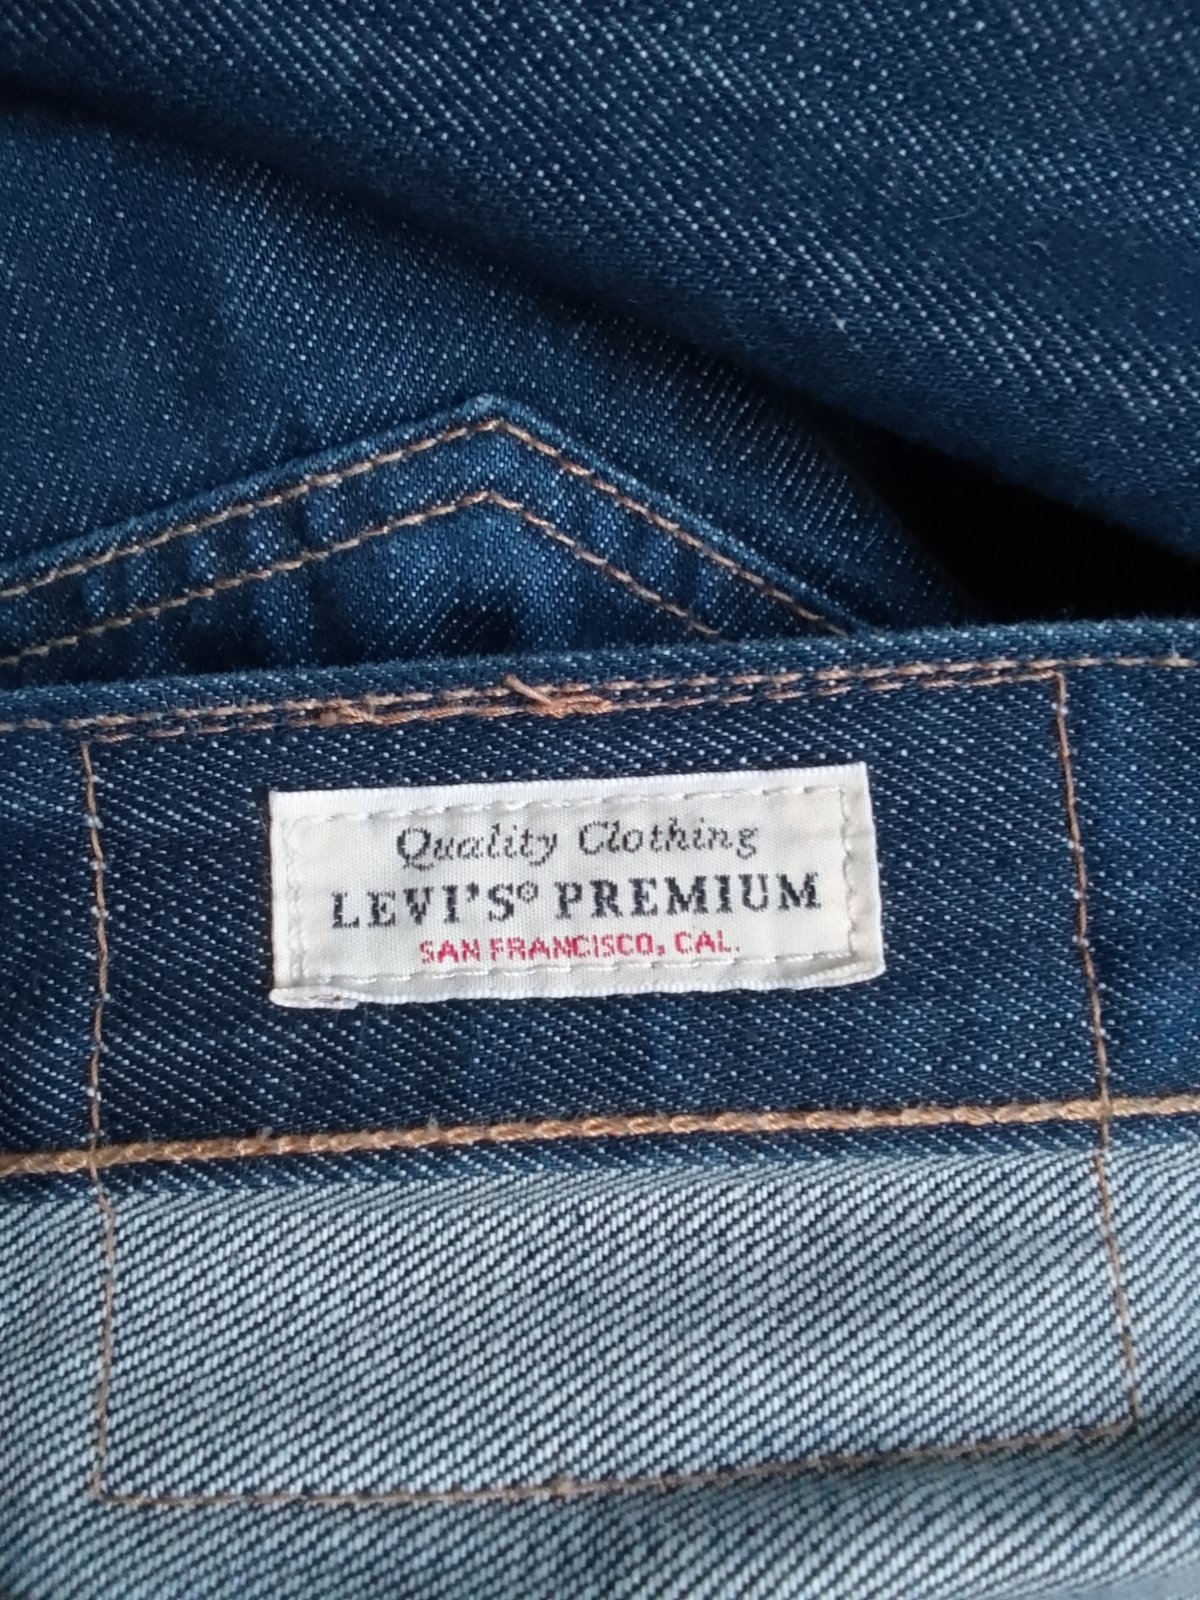 Quality Clothing
LEVI'S® PREMIUM
SAN FRANCISCO, CAL.